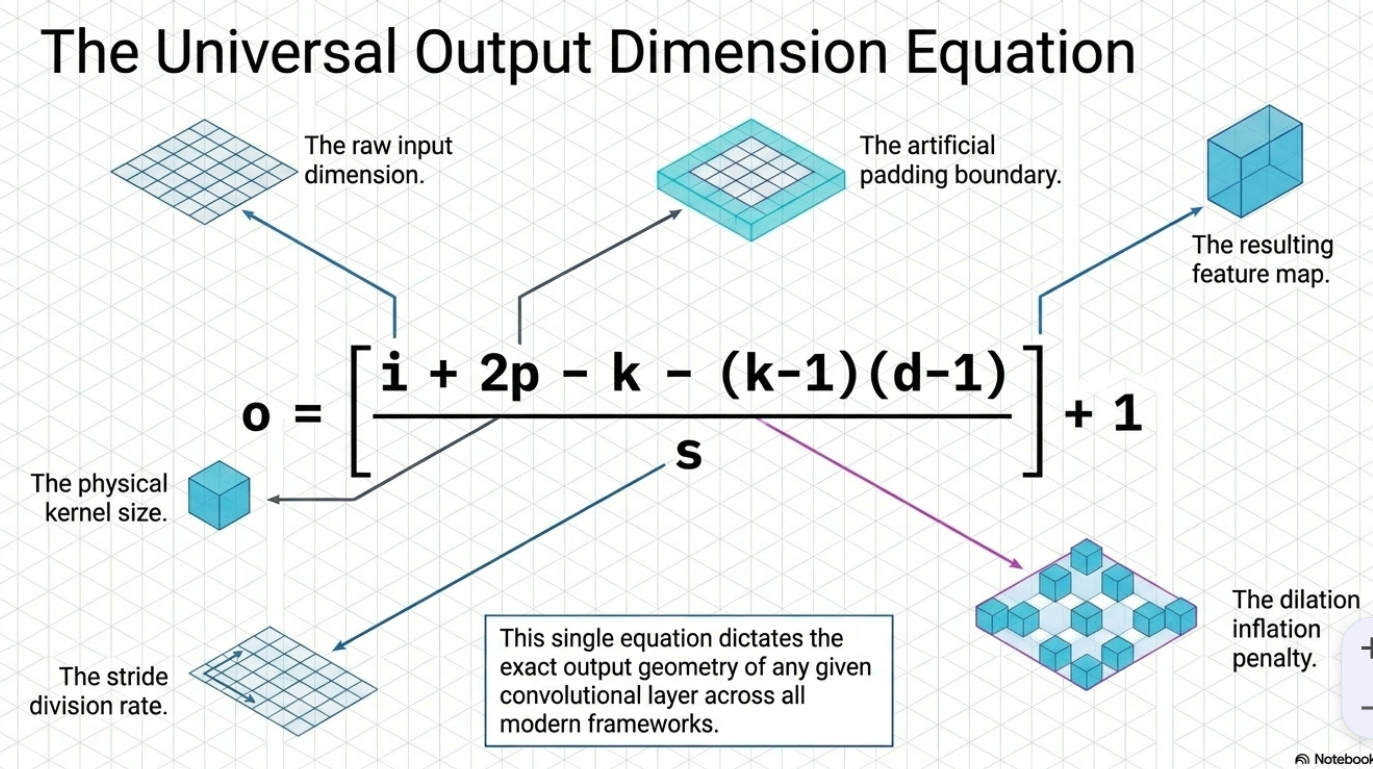 The Universal Output Dimension Equation
The raw input
dimension.
The artificial
padding boundary.
The resulting
feature map.
o = [ i + 2p - k - (k-1)(d-1) / s ] + 1
The physical
kernel size.
The stride
division rate.
This single equation dictates the
exact output geometry of any given
convolutional layer across all
modern frameworks.
The dilation
inflation
penalty.
+
−
Notebook